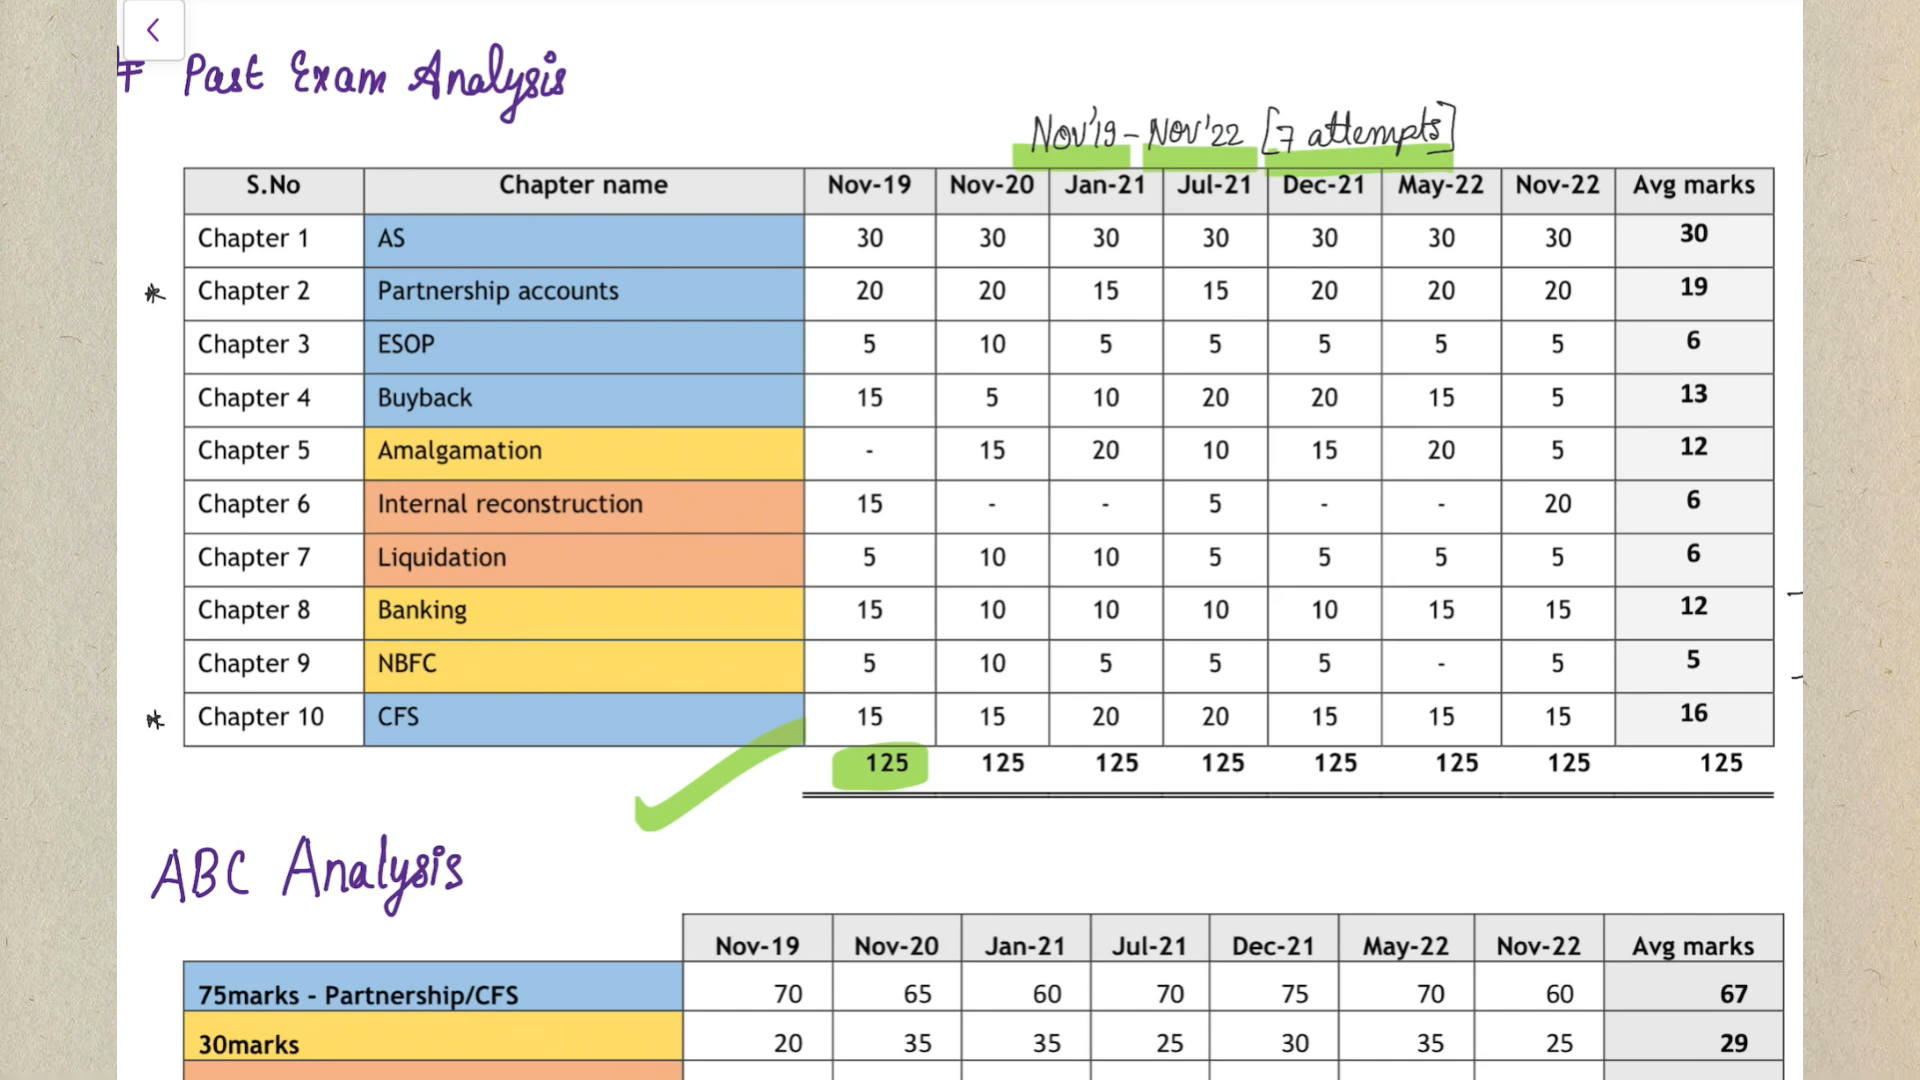 # Past Exam Analysis
Nov'19 - Nov'22 [7 attempts]
S.No Chapter name Nov-19 Nov-20 Jan-21 Jul-21 Dec-21 May-22 Nov-22 Avg marks
Chapter 1 AS 30 30 30 30 30 30 30 30
* Chapter 2 Partnership accounts 20 20 15 15 20 20 20 19
Chapter 3 ESOP 5 10 5 5 5 5 5 6
Chapter 4 Buyback 15 5 10 20 20 15 5 13
Chapter 5 Amalgamation - 15 20 10 15 20 5 12
Chapter 6 Internal reconstruction 15 - - 5 - - 20 6
Chapter 7 Liquidation 5 10 10 5 5 5 5 6
Chapter 8 Banking 15 10 10 10 10 15 15 12
Chapter 9 NBFC 5 10 5 5 5 - 5 5
* Chapter 10 CFS 15 15 20 20 15 15 15 16
125 125 125 125 125 125 125 125
ABC Analysis
Nov-19 Nov-20 Jan-21 Jul-21 Dec-21 May-22 Nov-22 Avg marks
75marks - Partnership/CFS 70 65 60 70 75 70 60 67
30marks 20 35 35 25 30 35 25 29